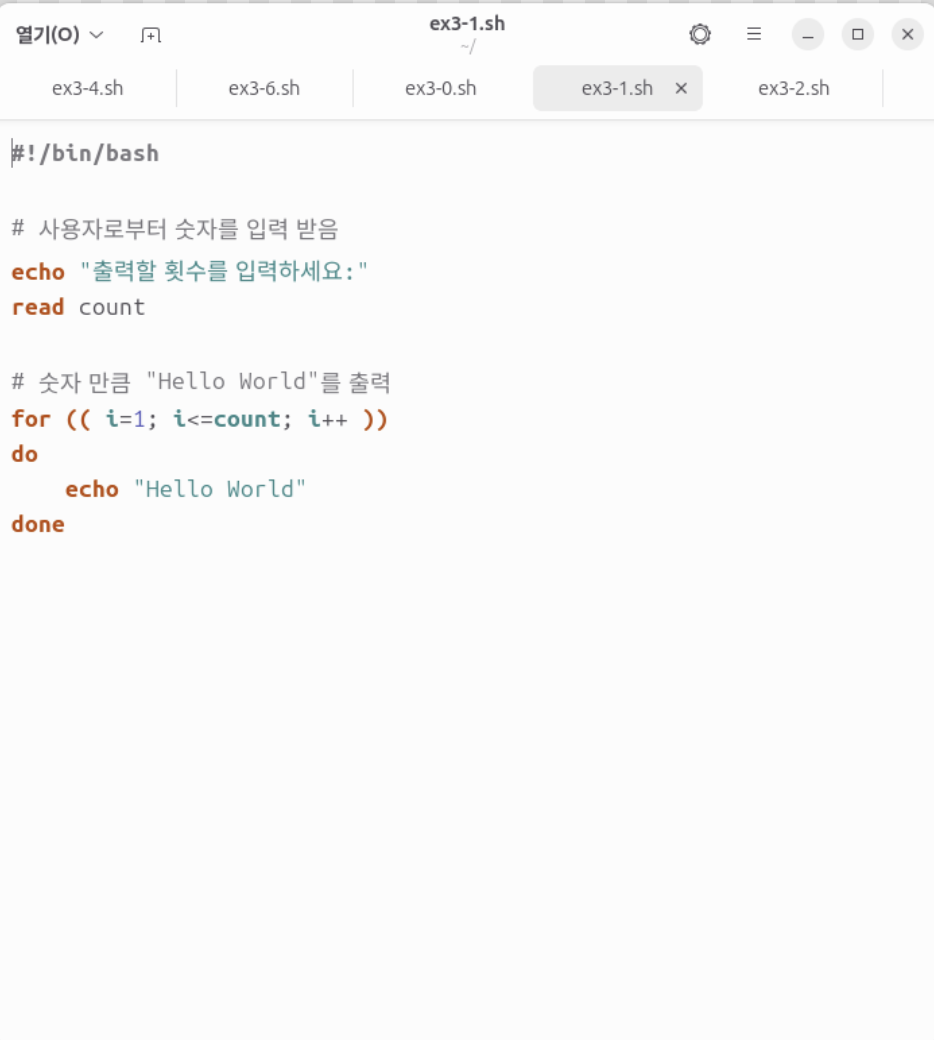 열기(O)
ex3-1.sh
~/
ex3-4.sh ex3-6.sh ex3-0.sh ex3-1.sh ex3-2.sh
#!/bin/bash
# 사용자로부터 숫자를 입력 받음
echo "출력할 횟수를 입력하세요:"
read count
# 숫자 만큼 "Hello World"를 출력
for (( i=1; i<=count; i++ ))
do
    echo "Hello World"
done